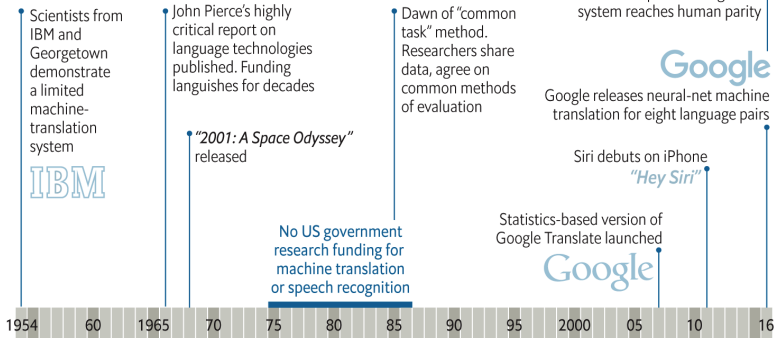 Scientists from
IBM and
Georgetown
demonstrate
a limited
machine-
translation
system
IBM
John Pierce's highly
critical report on
language technologies
published. Funding
languishes for decades
"2001: A Space Odyssey"
released
No US government
research funding for
machine translation
or speech recognition
Dawn of "common
task" method.
Researchers share
data, agree on
common methods
of evaluation
Statistics-based version of
Google Translate launched
Google
Siri debuts on iPhone
"Hey Siri"
system reaches human parity
Google
Google releases neural-net machine
translation for eight language pairs
1954 60 1965 70 75 80 85 90 95 2000 05 10 16